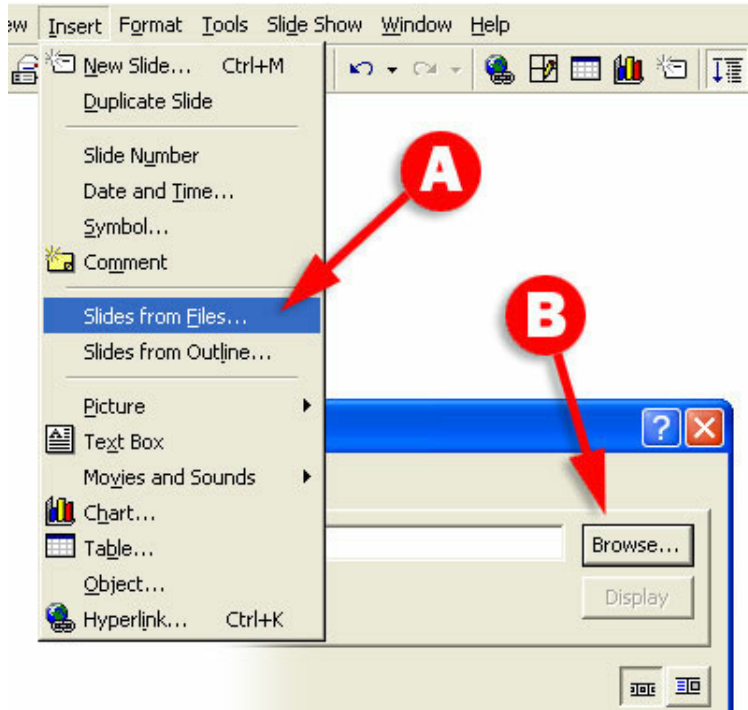 ew Insert Format Tools Slide Show Window Help
New Slide... Ctrl+M
Duplicate Slide
Slide Number
Date and Time...
Symbol...
Comment
Slides from Files...
Slides from Outline...
Picture
Text Box
Movies and Sounds
Chart...
Table...
Object...
Hyperlink... Ctrl+K
A
B
?
Browse...
Display